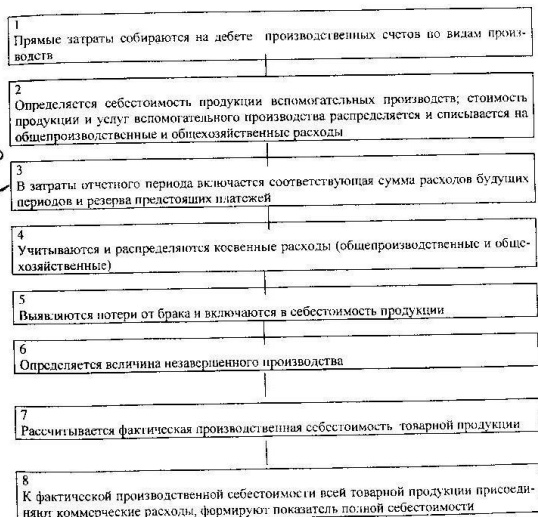 1
Прямые затраты собираются на дебете производственных счетов по видам произ-
водств
2
Определяется себестоимость продукции вспомогательных производств; стоимость
продукции и услуг вспомогательного производства распределяется и списывается на
общепроизводственные и общехозяйственные расходы
3
В затраты отчетного периода включается соответствующая сумма расходов будущих
периодов и резерва предстоящих платежей
4
Учитываются и распределяются косвенные расходы (общепроизводственные и обще-
хозяйственные)
5
Выявляются потери от брака и включаются в себестоимость продукции
6
Определяется величина незавершенного производства
7
Рассчитывается фактическая производственная себестоимость товарной продукции
8
К фактической производственной себестоимости всей товарной продукции присоеди-
няют коммерческие расходы, формируют показатель полной себестоимости